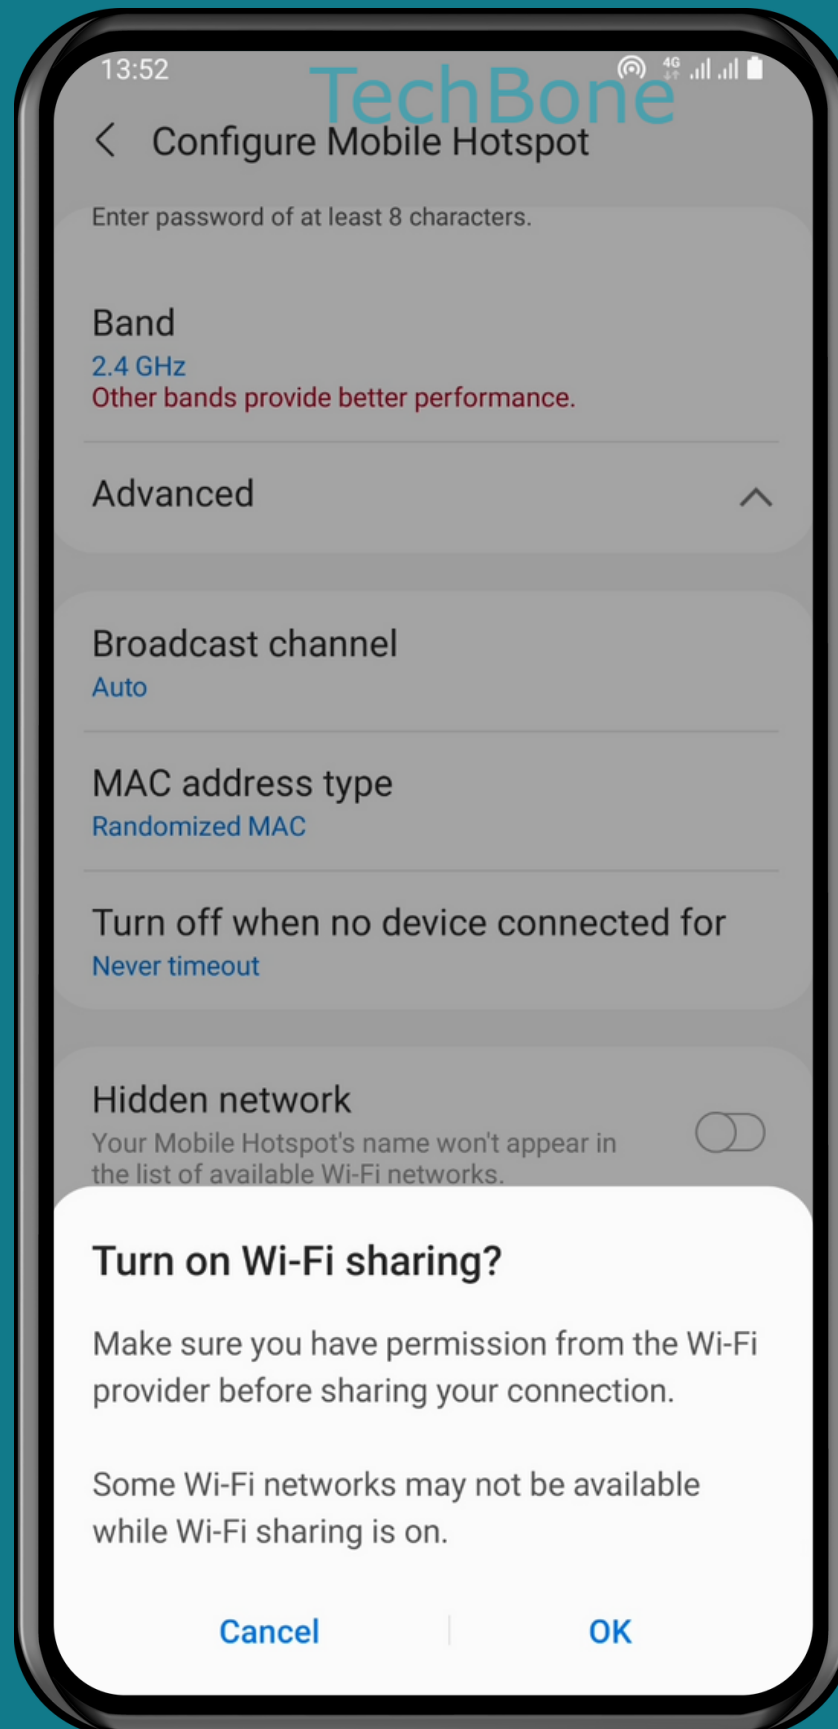 13:52
TechBone
4G
Configure Mobile Hotspot
Enter password of at least 8 characters.
Band
2.4 GHz
Other bands provide better performance.
Advanced
Broadcast channel
Auto
MAC address type
Randomized MAC
Turn off when no device connected for
Never timeout
Hidden network
Your Mobile Hotspot's name won't appear in
the list of available Wi-Fi networks.
Turn on Wi-Fi sharing?
Make sure you have permission from the Wi-Fi
provider before sharing your connection.
Some Wi-Fi networks may not be available
while Wi-Fi sharing is on.
Cancel
OK